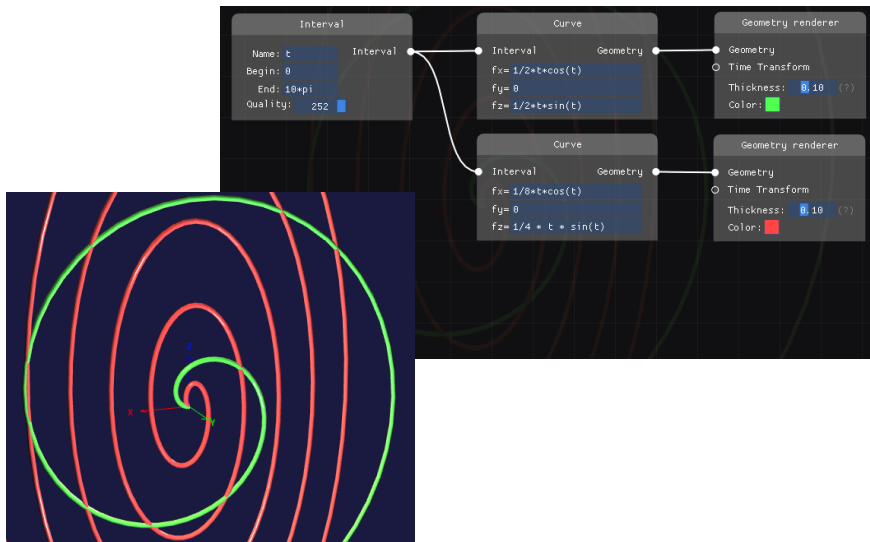 Interval
Name: t
Interval
Begin: 0
End: 10*pi
Quality: 252
Curve
Interval
Geometry
fx= 1/2*t*cos(t)
fy= 0
fz= 1/2*t*sin(t)
Geometry renderer
Geometry
Time Transform
Thickness: 0.10 (?)
Color:
Curve
Interval
Geometry
fx= 1/8*t*cos(t)
fy= 0
fz= 1/4 * t * sin(t)
Geometry renderer
Geometry
Time Transform
Thickness: 0.10 (?)
Color:
Z
X
Y